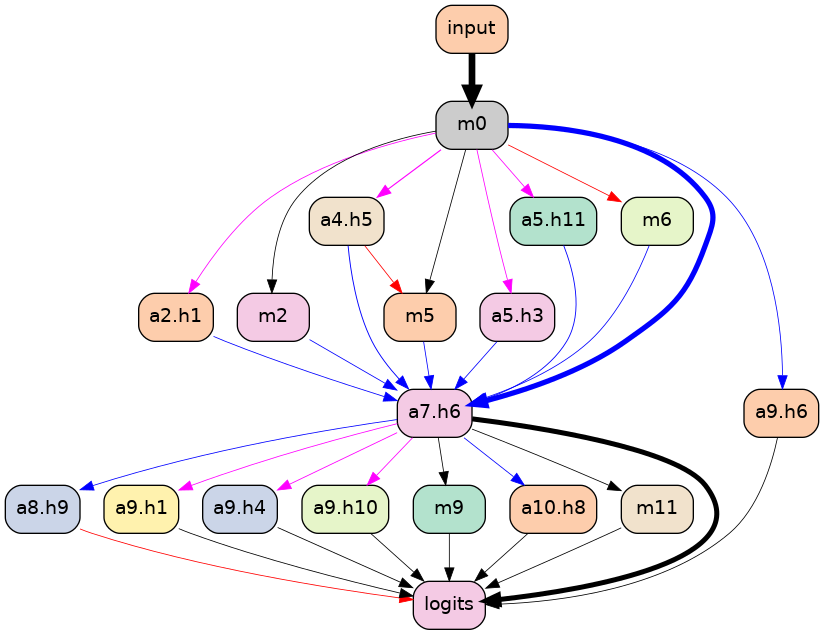 input
m0
a4.h5
a5.h11
m6
a2.h1
m2
m5
a5.h3
a7.h6
a9.h6
a8.h9
a9.h1
a9.h4
a9.h10
m9
a10.h8
m11
logits